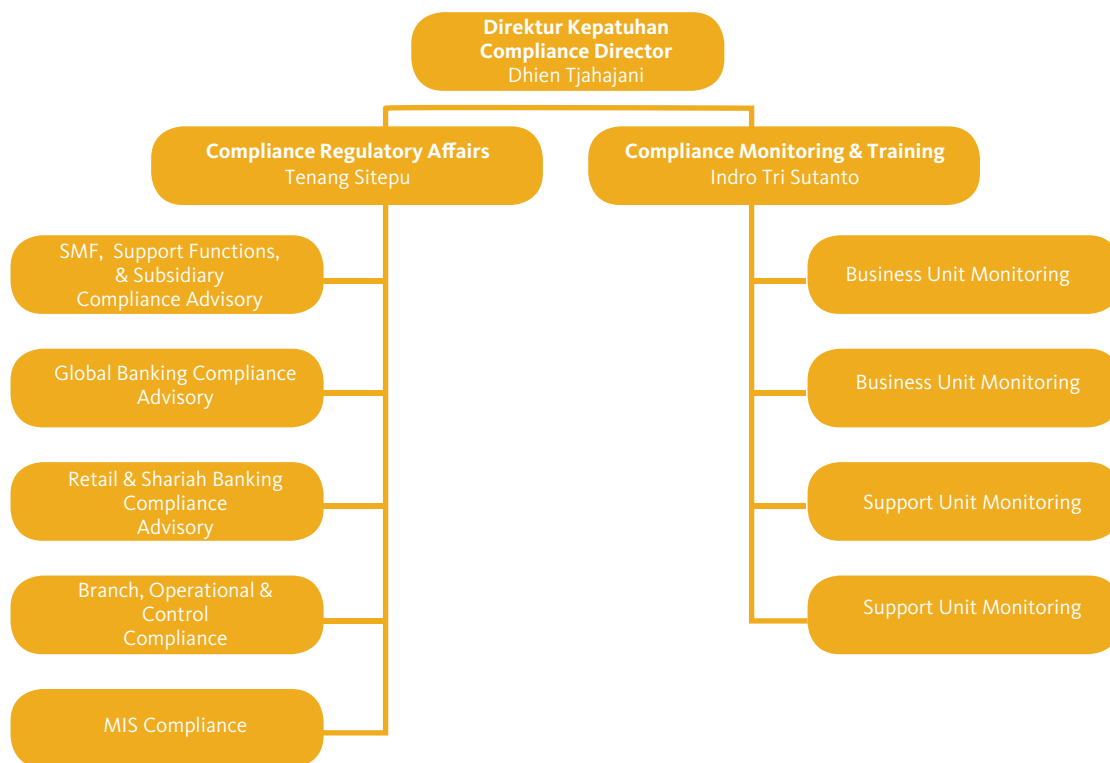 Direktur Kepatuhan
Compliance Director
Dhien Tjahajani
Compliance Regulatory Affairs
Tenang Sitepu
Compliance Monitoring & Training
Indro Tri Sutanto
SMF, Support Functions,
& Subsidiary
Compliance Advisory
Global Banking Compliance
Advisory
Retail & Shariah Banking
Compliance
Advisory
Branch, Operational &
Control
Compliance
MIS Compliance
Business Unit Monitoring
Business Unit Monitoring
Support Unit Monitoring
Support Unit Monitoring